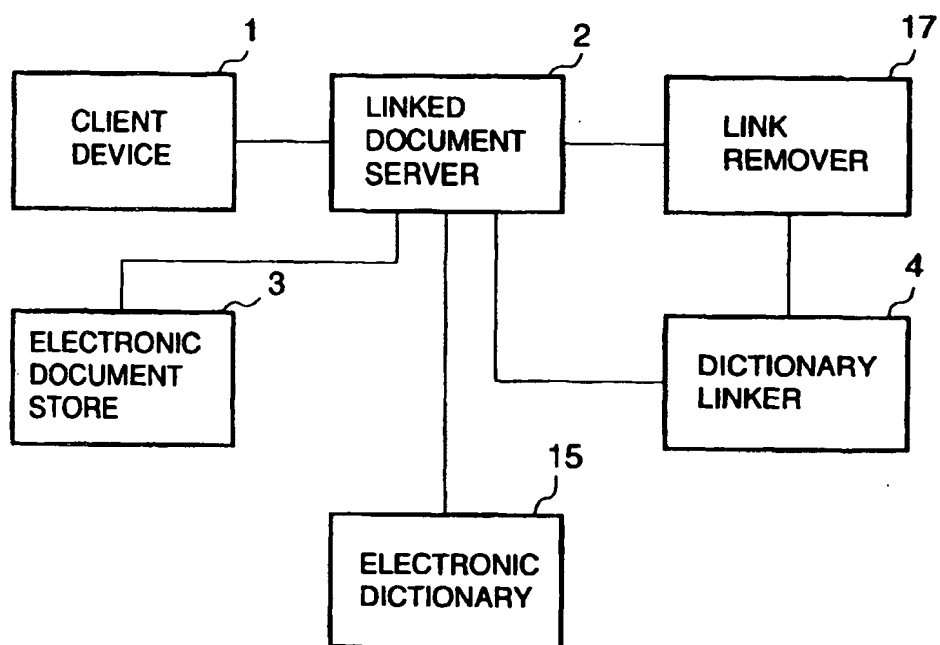 1
2
17
CLIENT
DEVICE
LINKED
DOCUMENT
SERVER
LINK
REMOVER
3
4
ELECTRONIC
DOCUMENT
STORE
DICTIONARY
LINKER
15
ELECTRONIC
DICTIONARY